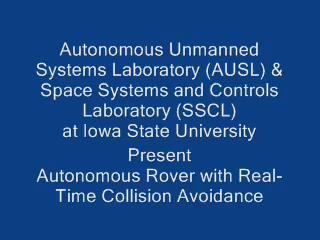 Autonomous Unmanned
Systems Laboratory (AUSL) &
Space Systems and Controls
Laboratory (SSCL)
at Iowa State University
Present
Autonomous Rover with Real-
Time Collision Avoidance